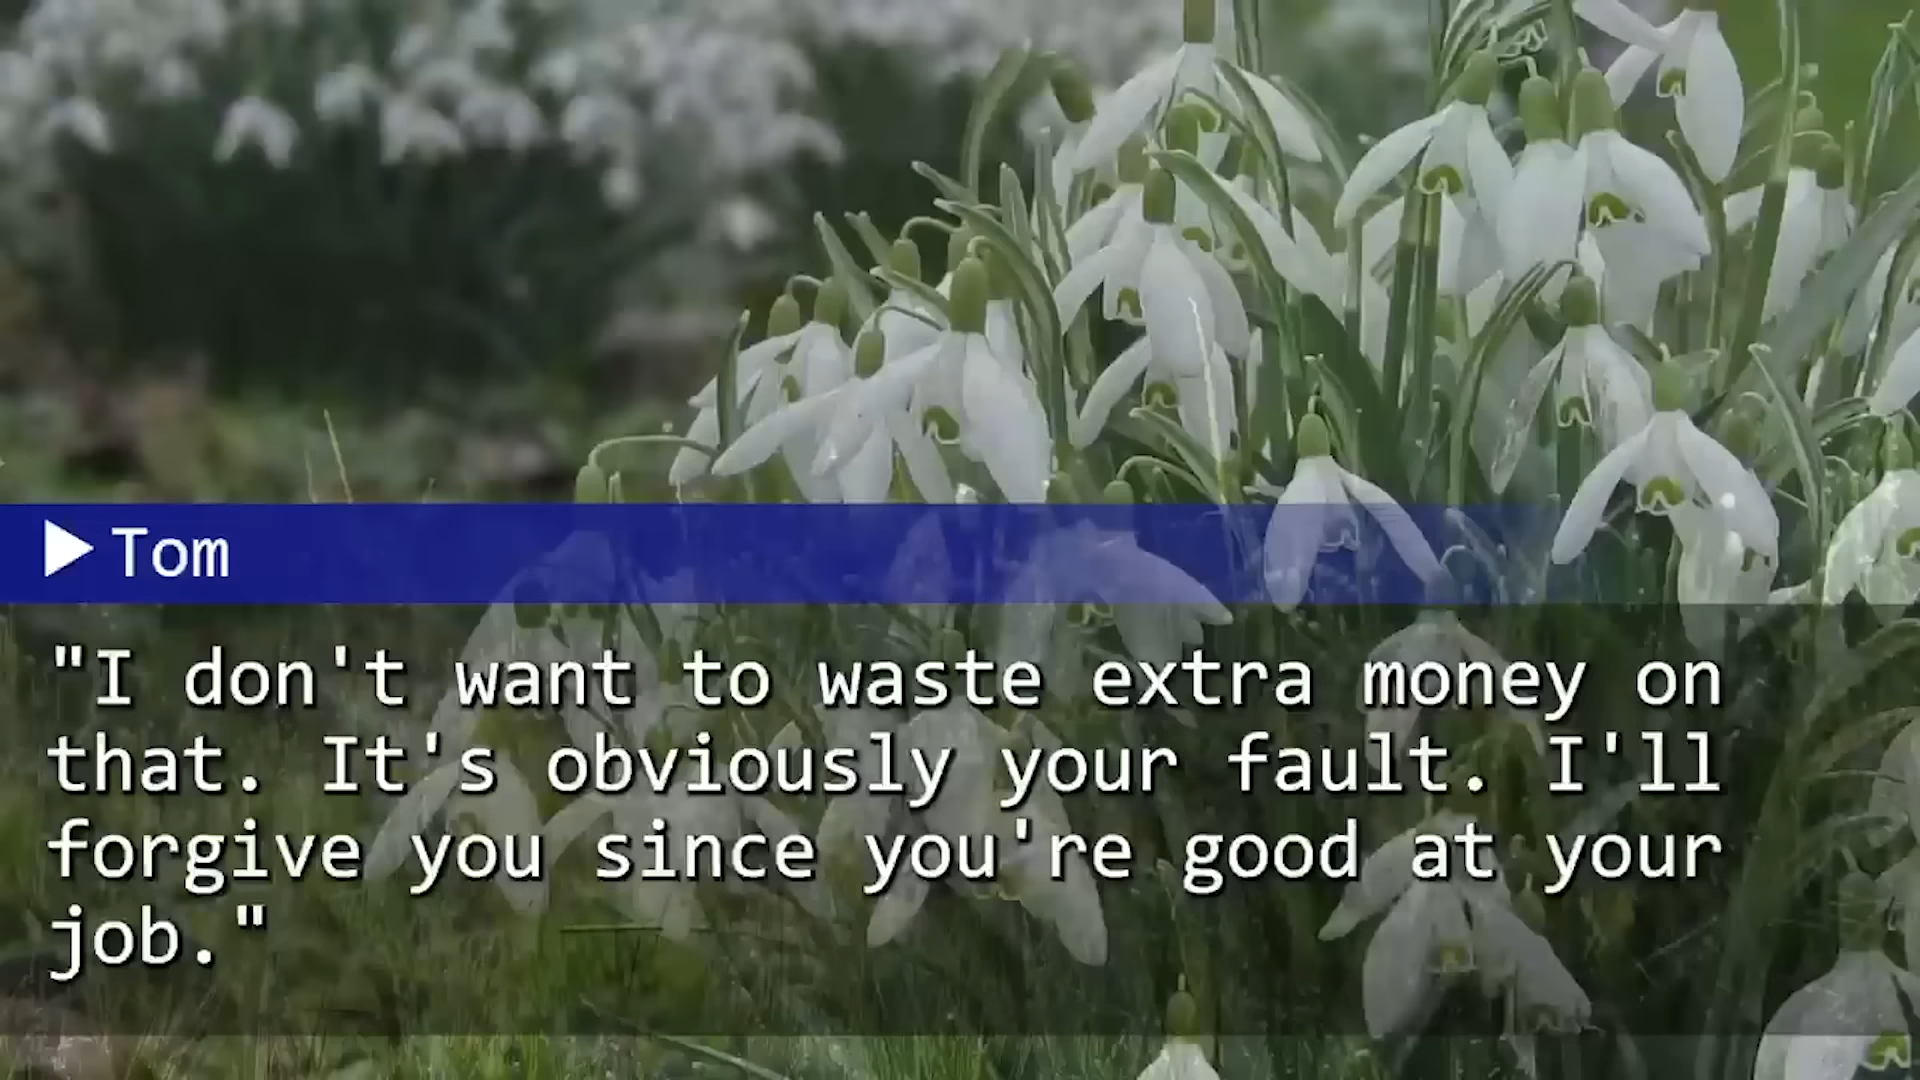 Tom
"I don't want to waste extra money on
that. It's obviously your fault. I'll
forgive you since you're good at your
job."